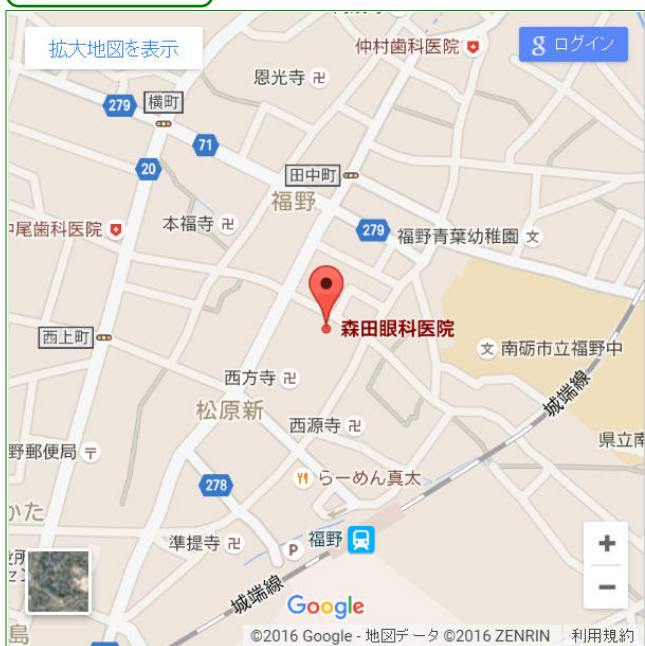 拡大地図を表示
仲村歯科医院
g ログイン
恩光寺
279
横町
71
20
田中町
福野
本福寺
279
福野青葉幼稚園
文
尾歯科医院
森田眼科医院
西上町
文
南砺市立福野中
西方寺
城端線
松原新
西源寺
県立南
野郵便局
らーめん真太
278
かた
準提寺
P
福野
城端線
島
Google
+
−
©2016 Google - 地図データ ©2016 ZENRIN
利用規約